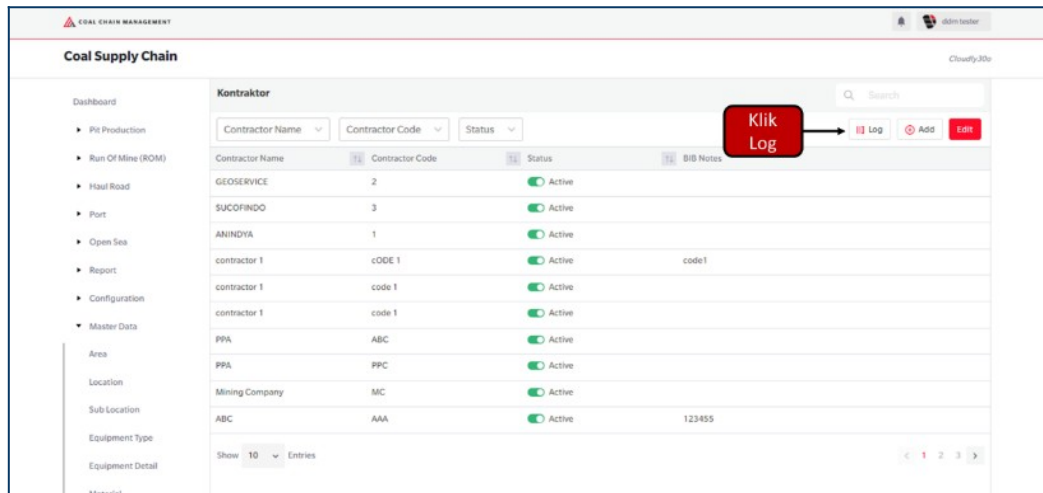 COAL CHAIN MANAGEMENT
ddm tester
Coal Supply Chain
Cloudly.30o
Dashboard
Pit Production
Run Of Mine (ROM)
Haul Road
Port
Open Sea
Report
Configuration
Master Data
Area
Location
Sub Location
Equipment Type
Equipment Detail
Material
Kontraktor
Search
Contractor Name
Contractor Code
Status
Klik
Log
Log
Add
Edit
Contractor Name Contractor Code Status BIB Notes
GEOSERVICE 2 Active
SUCOFINDO 3 Active
ANINDYA 1 Active
contractor 1 cODE 1 Active code1
contractor 1 code 1 Active
contractor 1 code 1 Active
PPA ABC Active
PPA PPC Active
Mining Company MC Active
ABC AAA Active 123455
Show 10 Entries
1 2 3